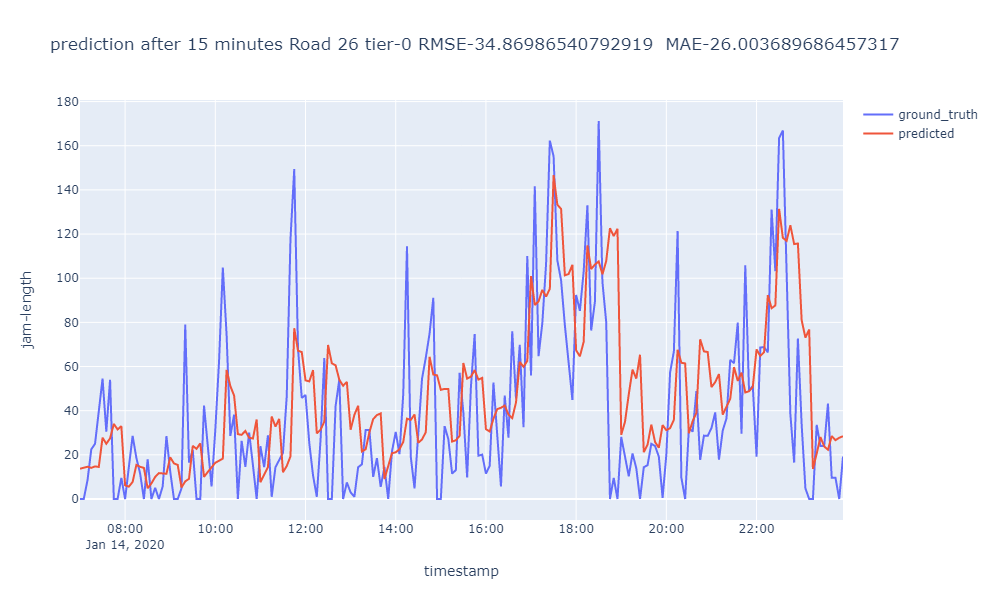 prediction after 15 minutes Road 26 tier-0 RMSE-34.86986540792919  MAE-26.003689686457317
ground_truth
predicted
jam-length
180
160
140
120
100
80
60
40
20
0
08:00 10:00 12:00 14:00 16:00 18:00 20:00 22:00
Jan 14, 2020
timestamp